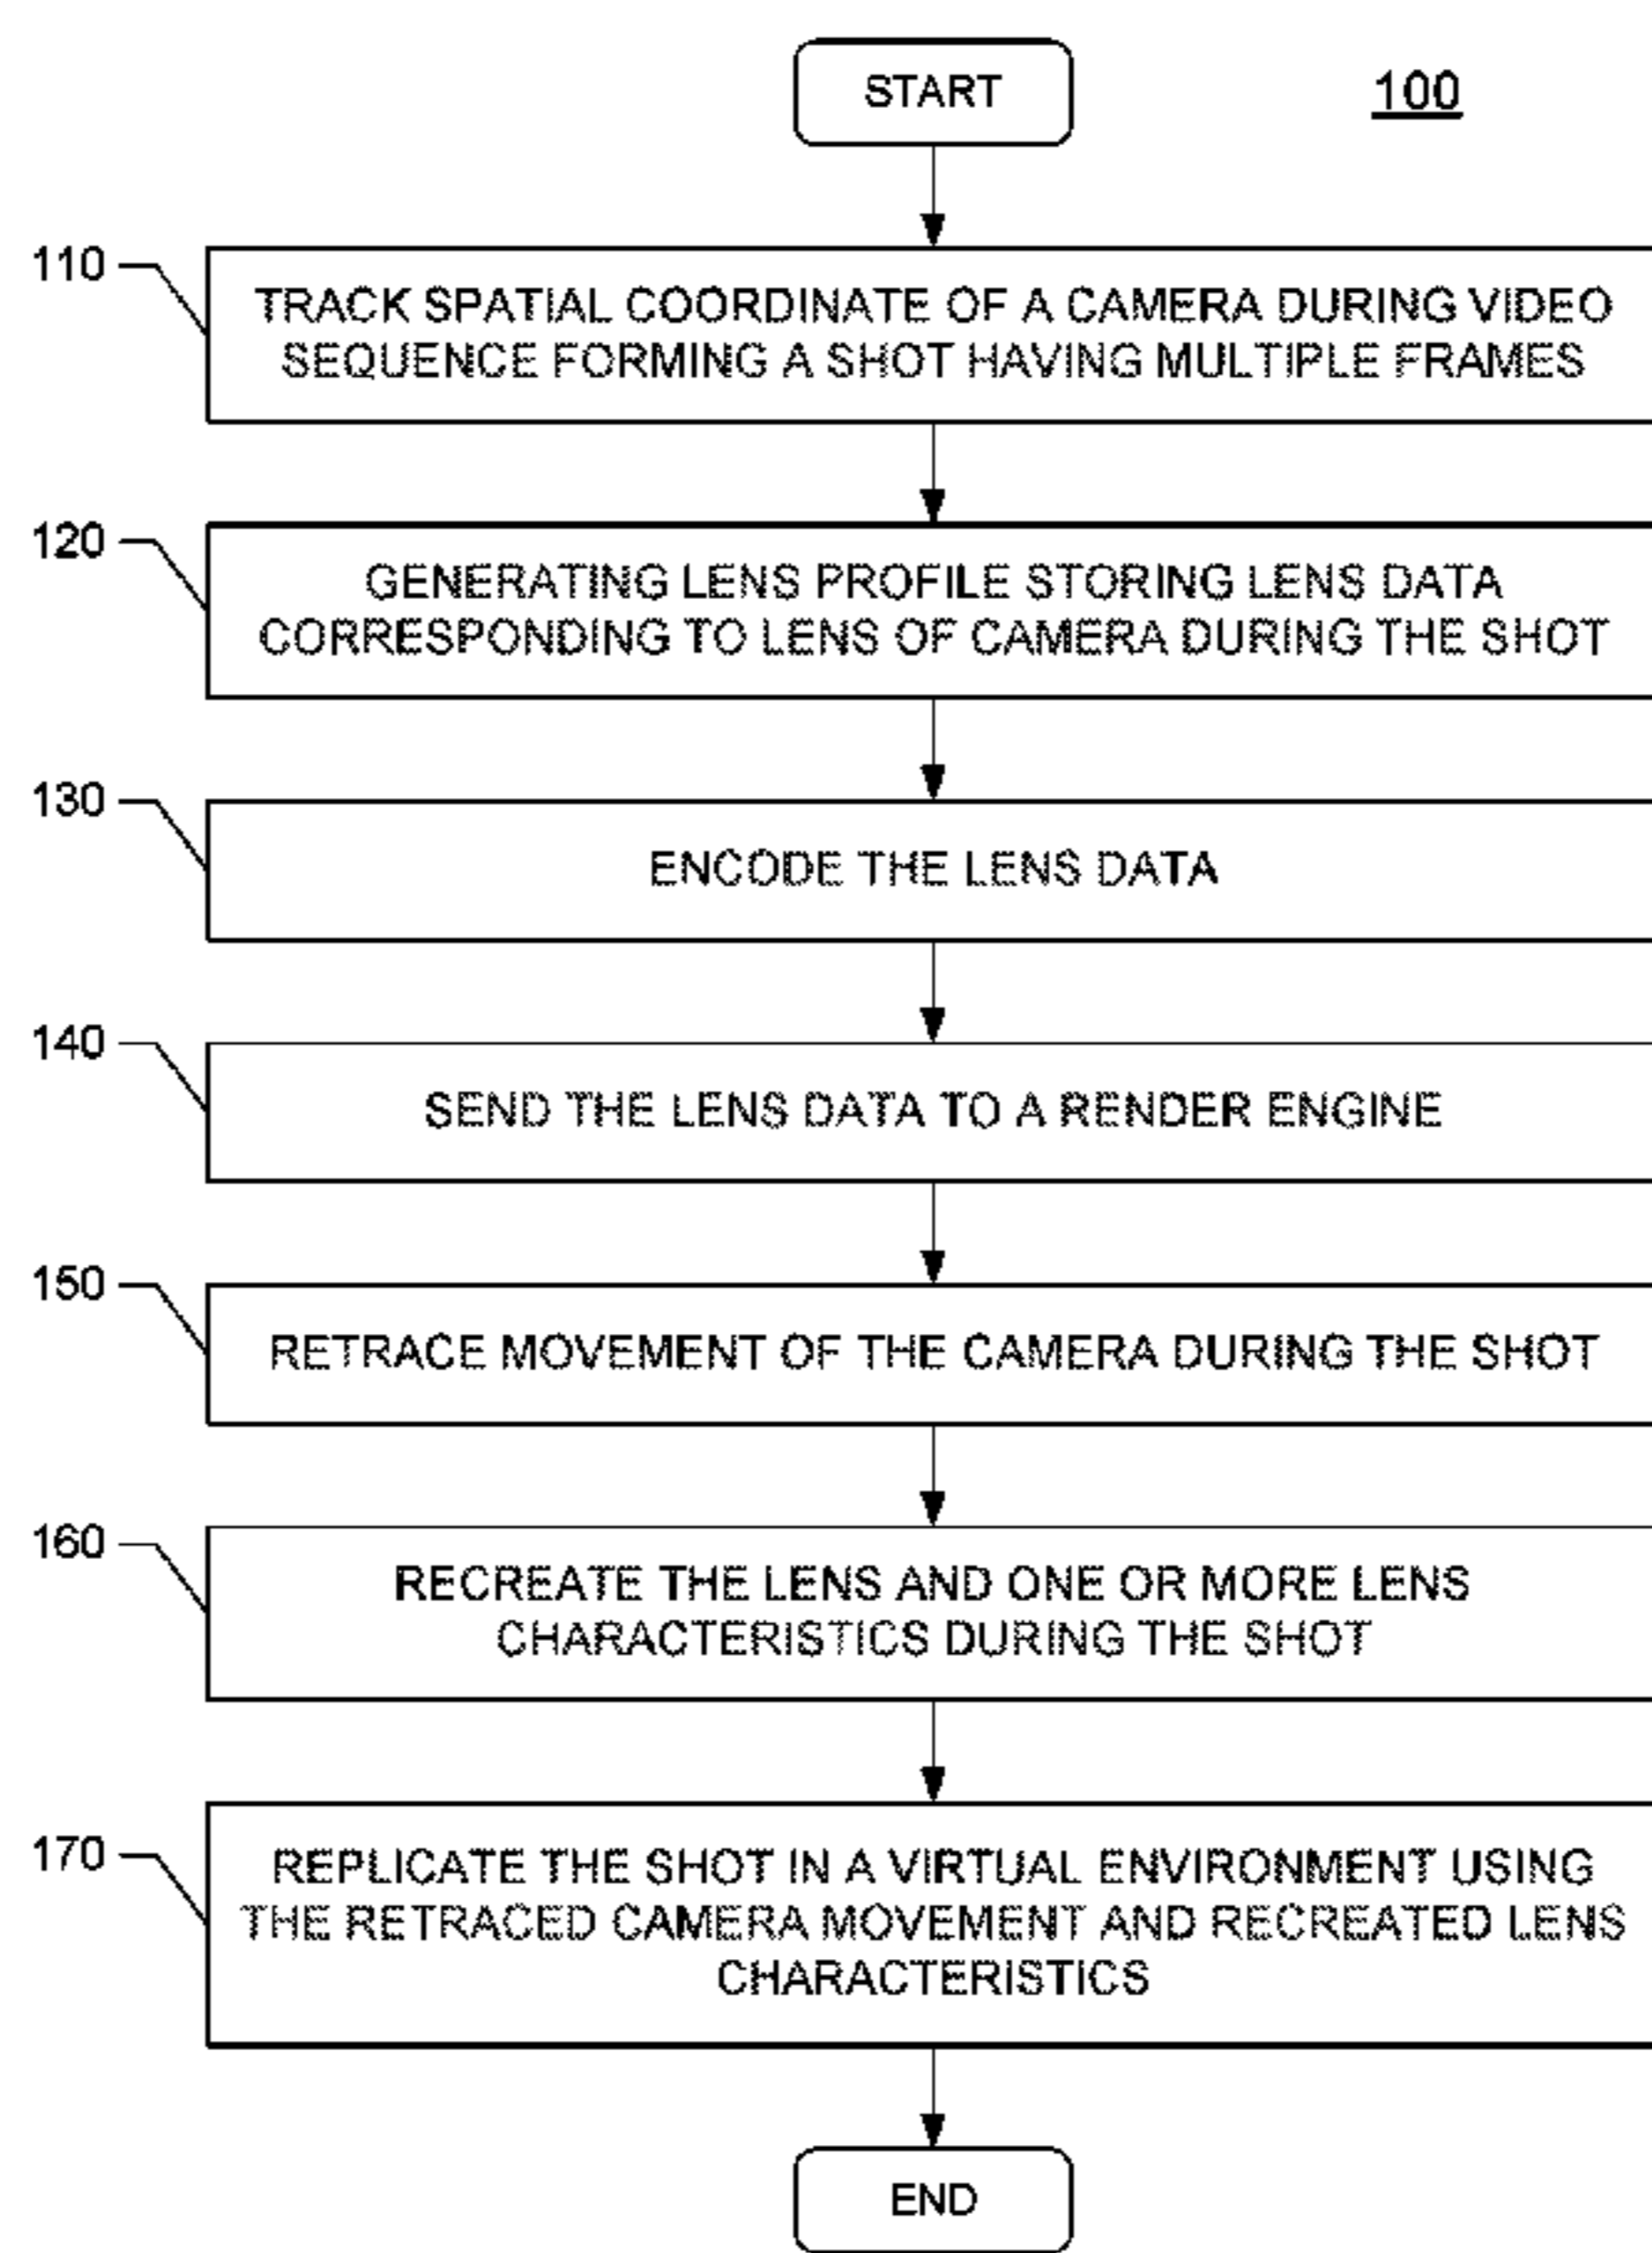 START
100
110
TRACK SPATIAL COORDINATE OF A CAMERA DURING VIDEO
SEQUENCE FORMING A SHOT HAVING MULTIPLE FRAMES
120
GENERATING LENS PROFILE STORING LENS DATA
CORRESPONDING TO LENS OF CAMERA DURING THE SHOT
130
ENCODE THE LENS DATA
140
SEND THE LENS DATA TO A RENDER ENGINE
150
RETRACE MOVEMENT OF THE CAMERA DURING THE SHOT
160
RECREATE THE LENS AND ONE OR MORE LENS
CHARACTERISTICS DURING THE SHOT
170
REPLICATE THE SHOT IN A VIRTUAL ENVIRONMENT USING
THE RETRACED CAMERA MOVEMENT AND RECREATED LENS
CHARACTERISTICS
END